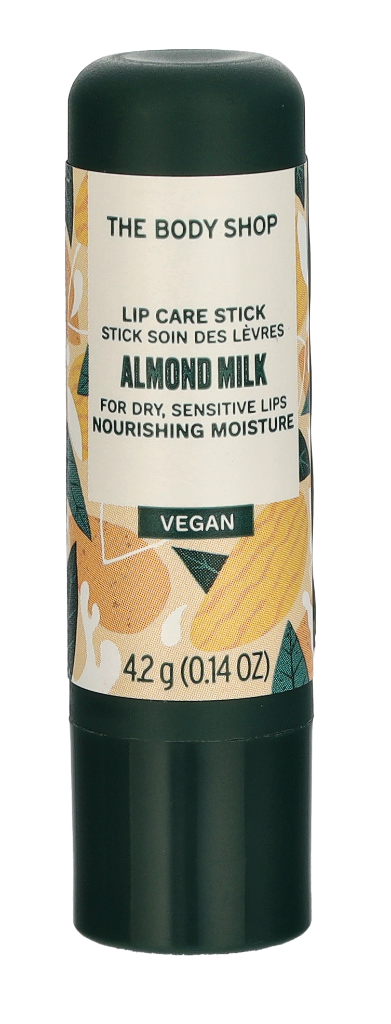 THE BODY SHOP
LIP CARE STICK
STICK SOIN DES LÈVRES
ALMOND MILK
FOR DRY, SENSITIVE LIPS
NOURISHING MOISTURE
VEGAN
4.2 g (0.14 OZ)